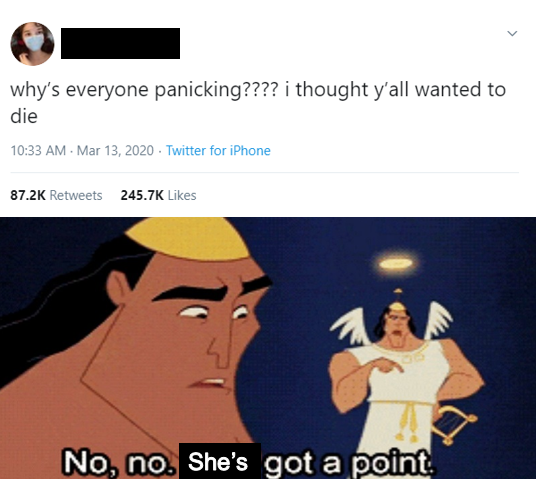 why's everyone panicking???? i thought y'all wanted to
die
10:33 AM · Mar 13, 2020 · Twitter for iPhone
87.2K Retweets 245.7K Likes
No, no. She's got a point.